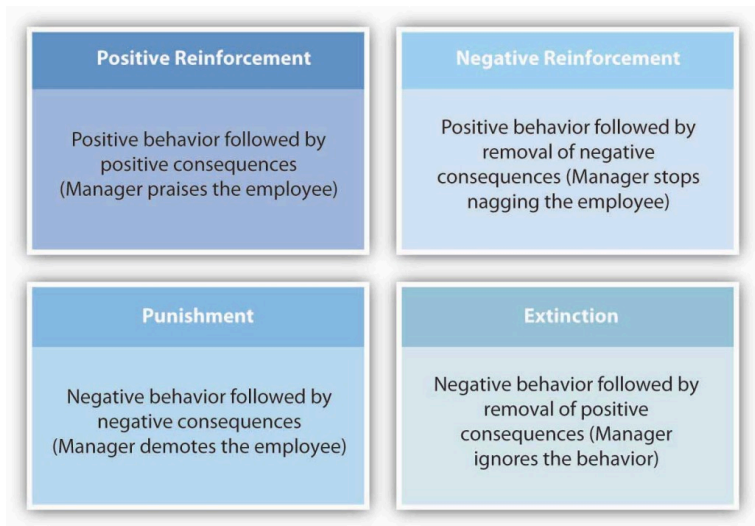 Positive Reinforcement
Positive behavior followed by
positive consequences
(Manager praises the employee)
Negative Reinforcement
Positive behavior followed by
removal of negative
consequences (Manager stops
nagging the employee)
Punishment
Negative behavior followed by
negative consequences
(Manager demotes the employee)
Extinction
Negative behavior followed by
removal of positive
consequences (Manager
ignores the behavior)